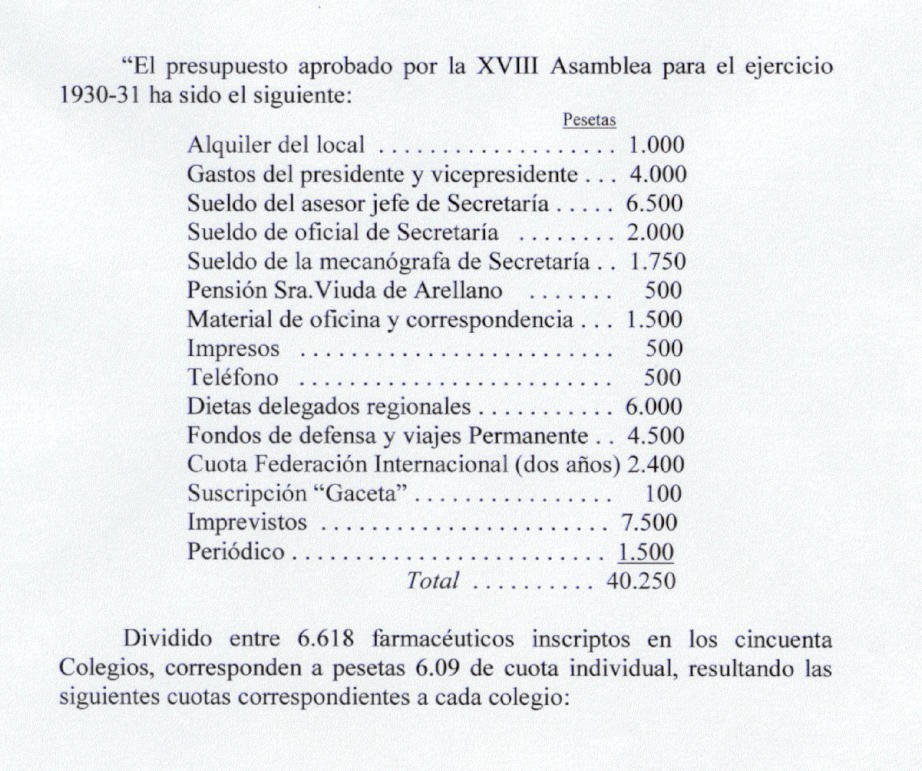 “El presupuesto aprobado por la XVIII Asamblea para el ejercicio
1930-31 ha sido el siguiente:
Pesetas
Alquiler del local . . . . . . . . . . . . . . . . . . . 1.000
Gastos del presidente y vicepresidente . . . 4.000
Sueldo del asesor jefe de Secretaría . . . . . 6.500
Sueldo de oficial de Secretaría . . . . . . . . 2.000
Sueldo de la mecanógrafa de Secretaría . . 1.750
Pensión Sra.Viuda de Arellano . . . . . . . 500
Material de oficina y correspondencia . . . 1.500
Impresos . . . . . . . . . . . . . . . . . . . . . . . . . 500
Teléfono . . . . . . . . . . . . . . . . . . . . . . . . . 500
Dietas delegados regionales . . . . . . . . . . . 6.000
Fondos de defensa y viajes Permanente . . 4.500
Cuota Federación Internacional (dos años) 2.400
Suscripción “Gaceta” . . . . . . . . . . . . . . . . 100
Imprevistos . . . . . . . . . . . . . . . . . . . . . . . 7.500
Periódico . . . . . . . . . . . . . . . . . . . . . . . . . 1.500
Total . . . . . . . . . . 40.250
Dividido entre 6.618 farmacéuticos inscriptos en los cincuenta
Colegios, corresponden a pesetas 6.09 de cuota individual, resultando las
siguientes cuotas correspondientes a cada colegio: